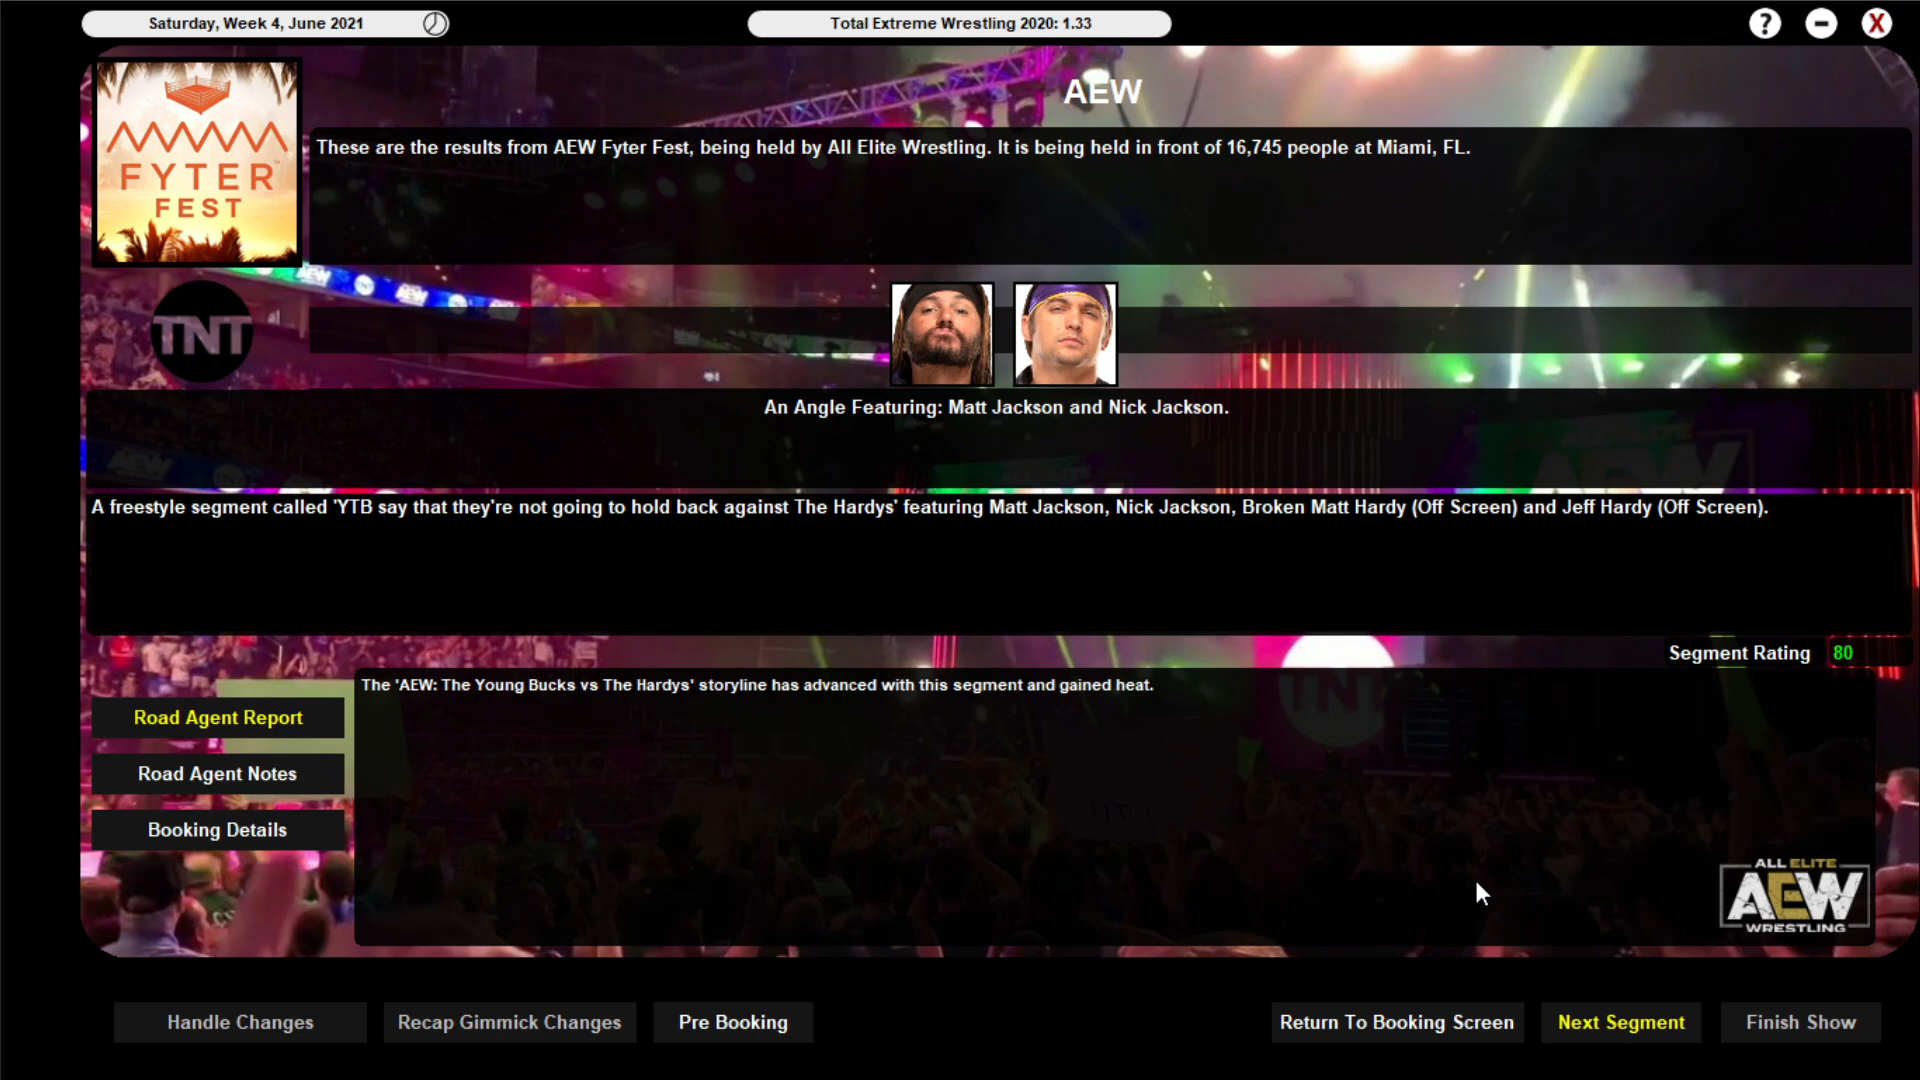 Saturday, Week 4, June 2021
Total Extreme Wrestling 2020: 1.33
?
X
FYTER
FEST
AEW
These are the results from AEW Fyter Fest, being held by All Elite Wrestling. It is being held in front of 16,745 people at Miami, FL.
TNT
An Angle Featuring: Matt Jackson and Nick Jackson.
A freestyle segment called 'YTB say that they're not going to hold back against The Hardys' featuring Matt Jackson, Nick Jackson, Broken Matt Hardy (Off Screen) and Jeff Hardy (Off Screen).
Segment Rating 80
The 'AEW: The Young Bucks vs The Hardys' storyline has advanced with this segment and gained heat.
Road Agent Report
Road Agent Notes
Booking Details
ALL ELITE
AEW
WRESTLING
Handle Changes
Recap Gimmick Changes
Pre Booking
Return To Booking Screen
Next Segment
Finish Show